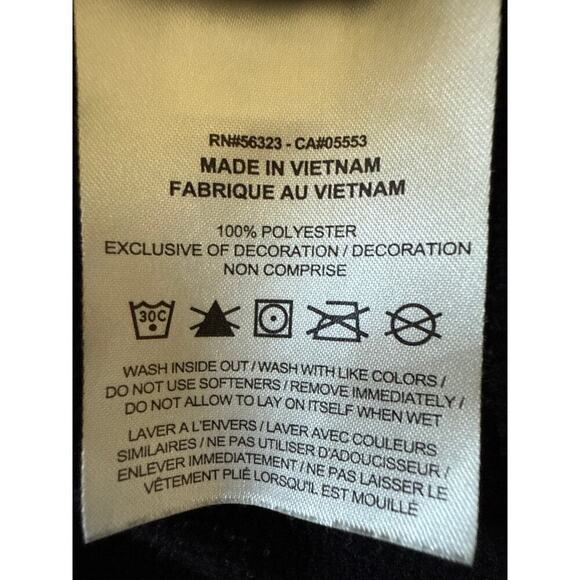 RN#56323 - CA#05553
MADE IN VIETNAM
FABRIQUE AU VIETNAM
100% POLYESTER
EXCLUSIVE OF DECORATION / DECORATION
NON COMPRISE
30C
WASH INSIDE OUT / WASH WITH LIKE COLORS /
DO NOT USE SOFTENERS / REMOVE IMMEDIATELY /
DO NOT ALLOW TO LAY ON ITSELF WHEN WET
LAVER A L'ENVERS / LAVER AVEC COULEURS
SIMILAIRES / NE PAS UTILISER D'ADOUCISSEUR /
ENLEVER IMMÉDIATEMENT / NE PAS LAISSER LE
VÊTEMENT PLIÉ LORSQU'IL EST MOUILLÉ